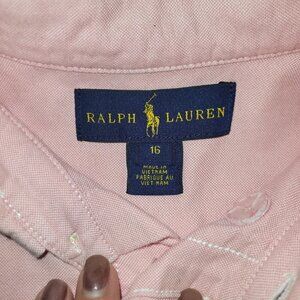 RALPH LAUREN
16
MADE IN
VIETNAM
FABRIQUE AU
VIET NAM